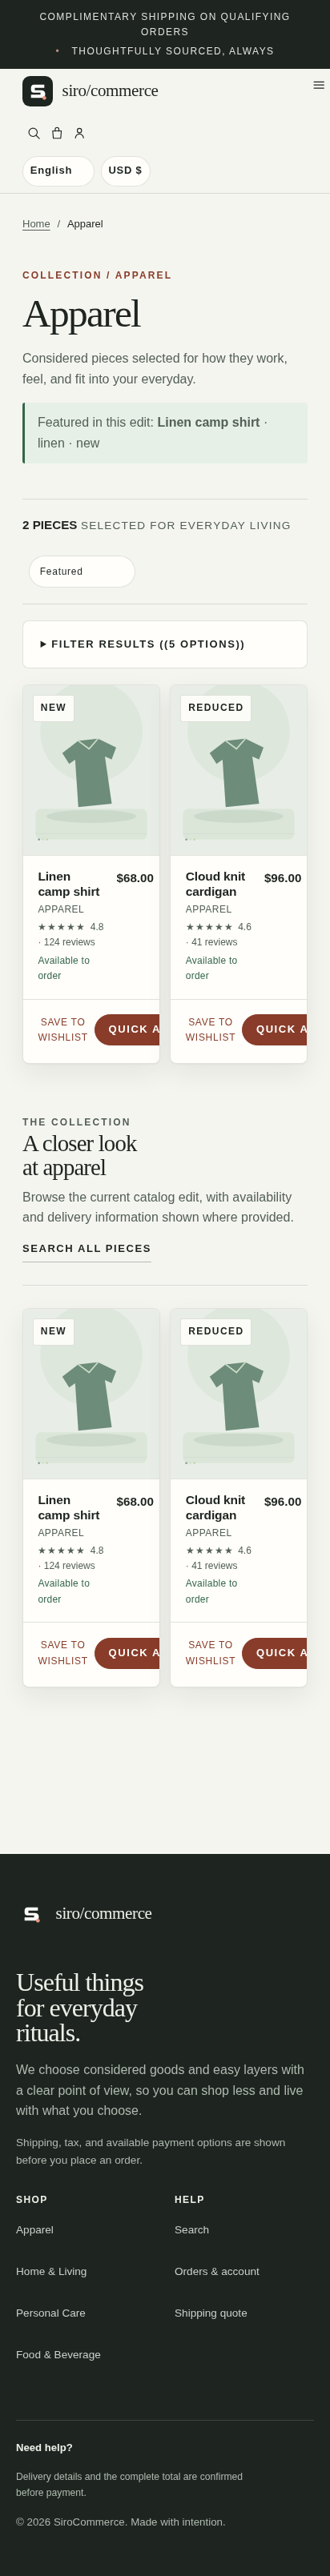 COMPLIMENTARY SHIPPING ON QUALIFYING
ORDERS
• THOUGHTFULLY SOURCED, ALWAYS
S siro/commerce
English USD $
Home / Apparel
COLLECTION / APPAREL
Apparel
Considered pieces selected for how they work,
feel, and fit into your everyday.
Featured in this edit: Linen camp shirt ·
linen · new
2 PIECES SELECTED FOR EVERYDAY LIVING
Featured
▶ FILTER RESULTS ((5 OPTIONS))
NEW
Linen
camp shirt
$68.00
APPAREL
★★★★★ 4.8
· 124 reviews
Available to
order
SAVE TO
WISHLIST
QUICK A
REDUCED
Cloud knit
cardigan
$96.00
APPAREL
★★★★★ 4.6
· 41 reviews
Available to
order
SAVE TO
WISHLIST
QUICK A
THE COLLECTION
A closer look
at apparel
Browse the current catalog edit, with availability
and delivery information shown where provided.
SEARCH ALL PIECES
NEW
Linen
camp shirt
$68.00
APPAREL
★★★★★ 4.8
· 124 reviews
Available to
order
SAVE TO
WISHLIST
QUICK A
REDUCED
Cloud knit
cardigan
$96.00
APPAREL
★★★★★ 4.6
· 41 reviews
Available to
order
SAVE TO
WISHLIST
QUICK A
S siro/commerce
Useful things
for everyday
rituals.
We choose considered goods and easy layers with
a clear point of view, so you can shop less and live
with what you choose.
Shipping, tax, and available payment options are shown
before you place an order.
SHOP
Apparel
Home & Living
Personal Care
Food & Beverage
HELP
Search
Orders & account
Shipping quote
Need help?
Delivery details and the complete total are confirmed
before payment.
© 2026 SiroCommerce. Made with intention.